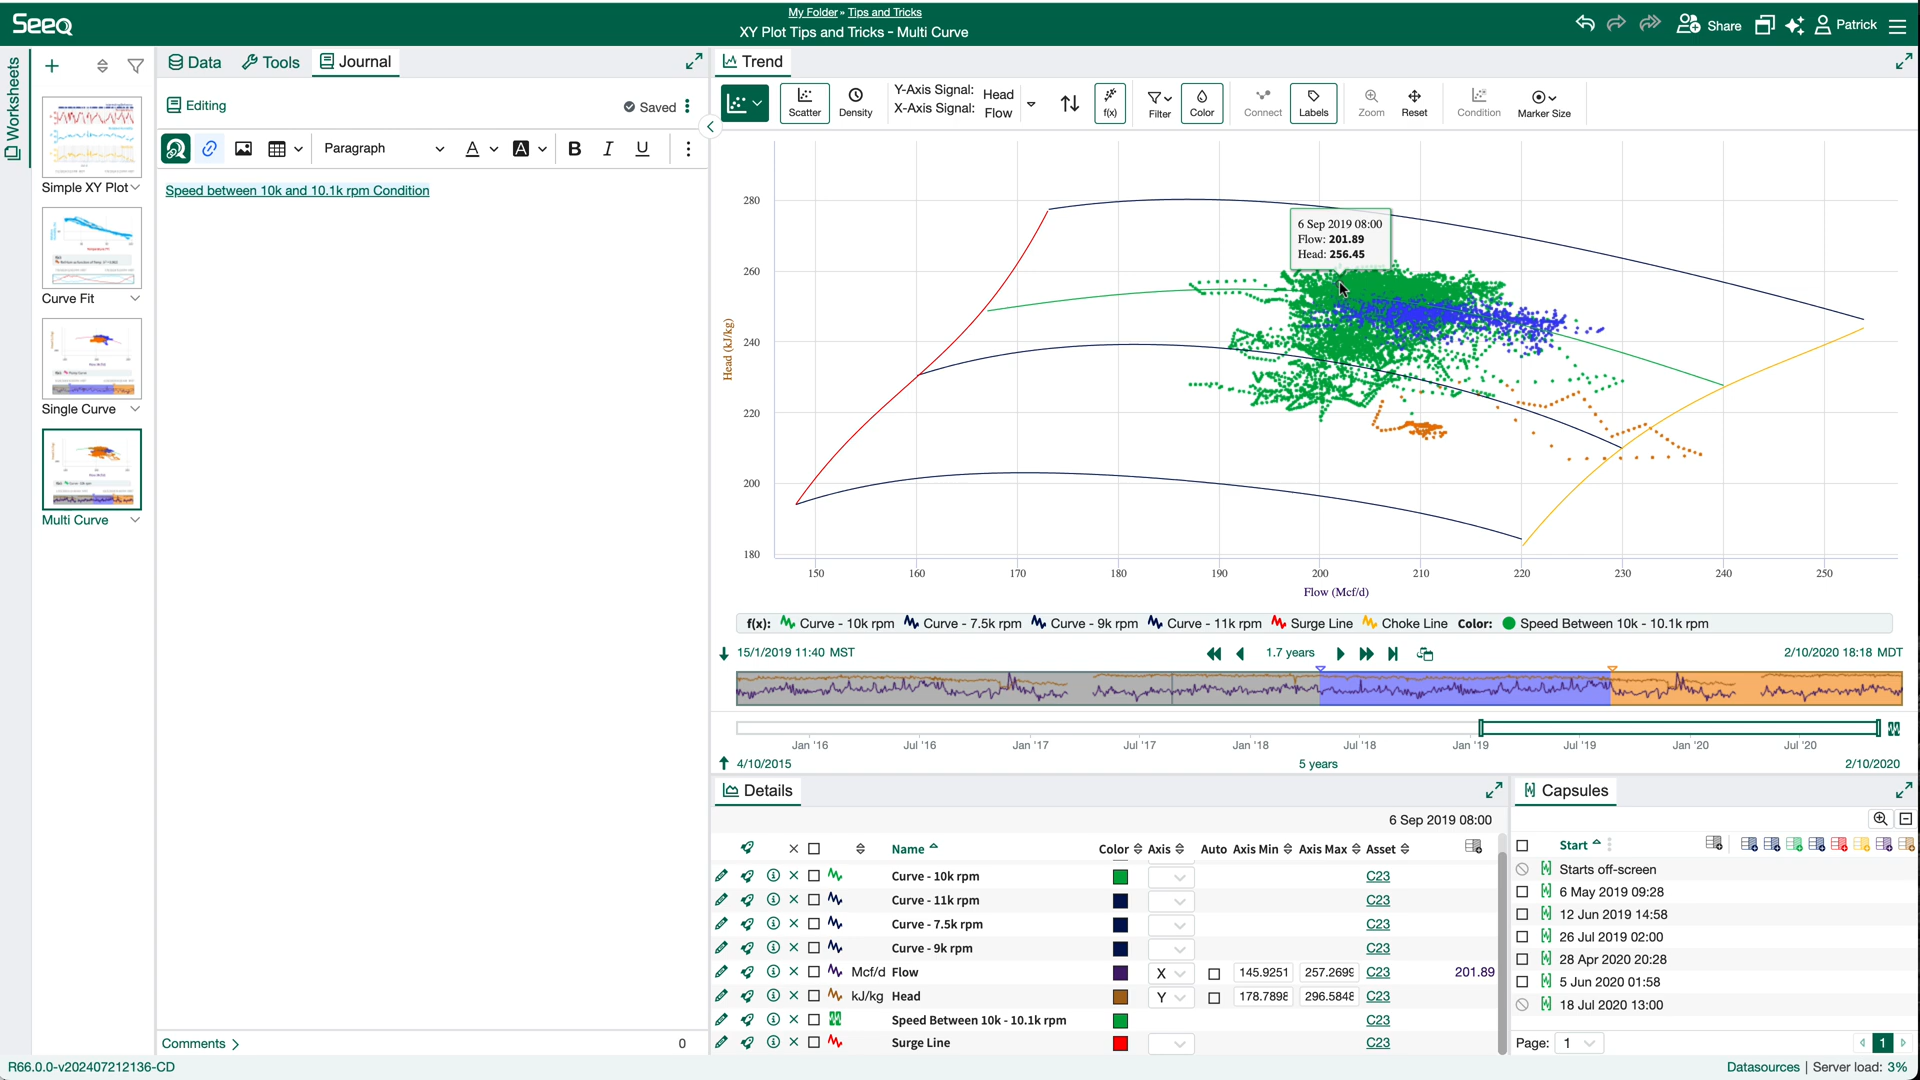 Seeq
My Folder » Tips and Tricks
XY Plot Tips and Tricks - Multi Curve
Share
Patrick
Worksheets
Simple XY Plot
Curve Fit
Single Curve
Multi Curve
Data
Tools
Journal
Editing
Saved
Paragraph
A
A
B
I
U
Speed between 10k and 10.1k rpm Condition
Comments
0
Trend
Scatter
Density
Y-Axis Signal: Head
X-Axis Signal: Flow
f(x)
Filter
Color
Connect
Labels
Zoom
Reset
Condition
Marker Size
6 Sep 2019 08:00
Flow: 201.89
Head: 256.45
Head (kJ/kg)
280
260
240
220
200
180
150 160 170 180 190 200 210 220 230 240 250
Flow (Mcf/d)
f(x): Curve - 10k rpm Curve - 7.5k rpm Curve - 9k rpm Curve - 11k rpm Surge Line Choke Line Color: Speed Between 10k - 10.1k rpm
15/1/2019 11:40 MST
1.7 years
2/10/2020 18:18 MDT
Jan '16 Jul '16 Jan '17 Jul '17 Jan '18 Jul '18 Jan '19 Jul '19 Jan '20 Jul '20
4/10/2015
5 years
2/10/2020
Details
6 Sep 2019 08:00
Name Color Axis Auto Axis Min Axis Max Asset
Curve - 10k rpm C23
Curve - 11k rpm C23
Curve - 7.5k rpm C23
Curve - 9k rpm C23
Mcf/d Flow X 145.9251 257.2699 C23 201.89
kJ/kg Head Y 178.7898 296.5848 C23
Speed Between 10k - 10.1k rpm C23
Surge Line C23
Capsules
Start
Starts off-screen
6 May 2019 09:28
12 Jun 2019 14:58
26 Jul 2019 02:00
28 Apr 2020 20:28
5 Jun 2020 01:58
18 Jul 2020 13:00
Page: 1
1
R66.0.0-v202407212136-CD
Datasources | Server load: 3%